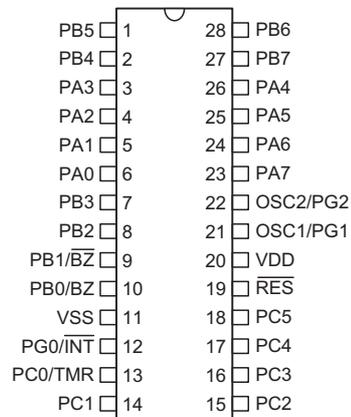 PB5 1 28 PB6
PB4 2 27 PB7
PA3 3 26 PA4
PA2 4 25 PA5
PA1 5 24 PA6
PA0 6 23 PA7
PB3 7 22 OSC2/PG2
PB2 8 21 OSC1/PG1
PB1/B̅Z̅ 9 20 VDD
PB0/BZ 10 19 R̅E̅S̅
VSS 11 18 PC5
PG0/I̅N̅T̅ 12 17 PC4
PC0/TMR 13 16 PC3
PC1 14 15 PC2